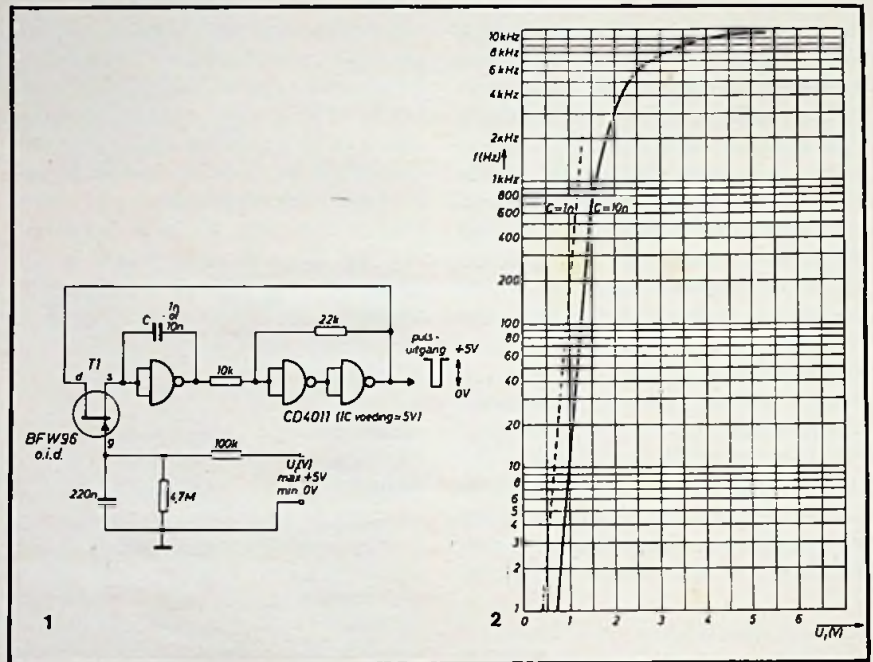 C 1n
of
10n
22k
10k
puls-
uitgang +5V
0V
T1
d s
g
BFW96
o.i.d.
CD4011 (IC voeding=5V)
100k
U₁(V)
max +5V
min 0V
220n
4,7M
1
10kHz
8kHz
6kHz
4kHz
2kHz
f(Hz)
1kHz
800
600
C=1n C=10n
400
200
100
80
60
40
20
10
8
6
5
4
3
2
1
0 1 2 3 4 5 6
U₁(V)
2